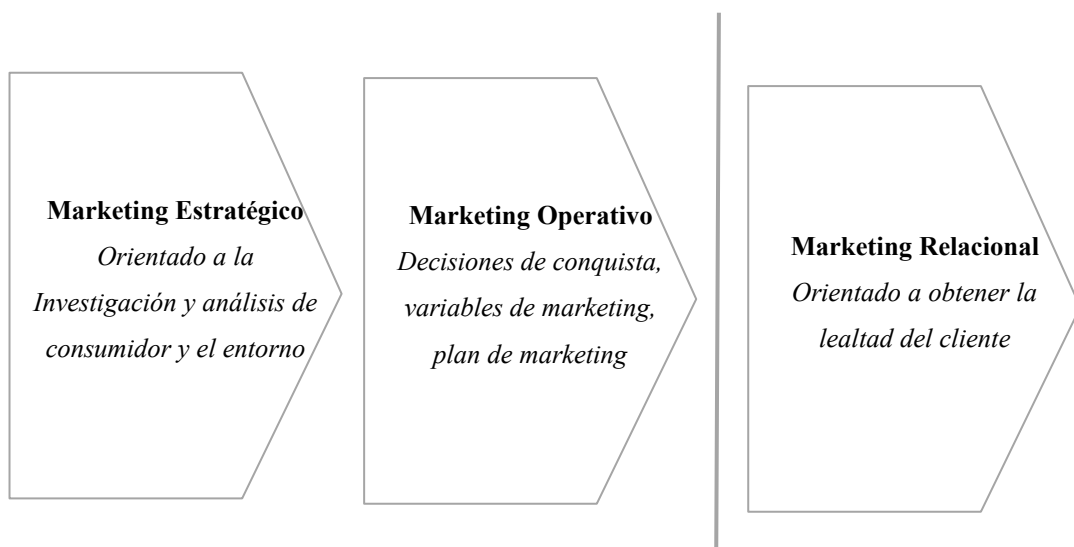 Marketing Estratégico
Orientado a la
Investigación y análisis de
consumidor y el entorno
Marketing Operativo
Decisiones de conquista,
variables de marketing,
plan de marketing
Marketing Relacional
Orientado a obtener la
lealtad del cliente